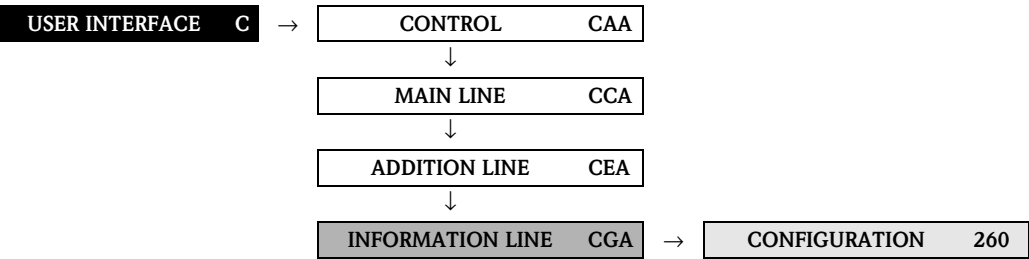 USER INTERFACE C → CONTROL CAA
↓
MAIN LINE CCA
↓
ADDITION LINE CEA
↓
INFORMATION LINE CGA → CONFIGURATION 260